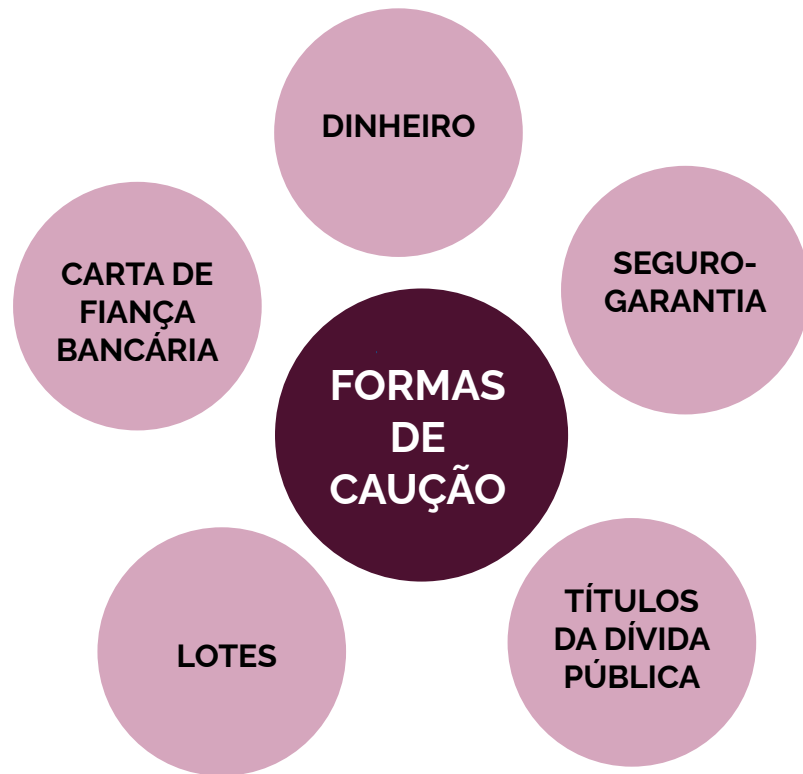 DINHEIRO
CARTA DE
FIANÇA
BANCÁRIA
SEGURO-
GARANTIA
FORMAS
DE
CAUÇÃO
LOTES
TÍTULOS
DA DÍVIDA
PÚBLICA